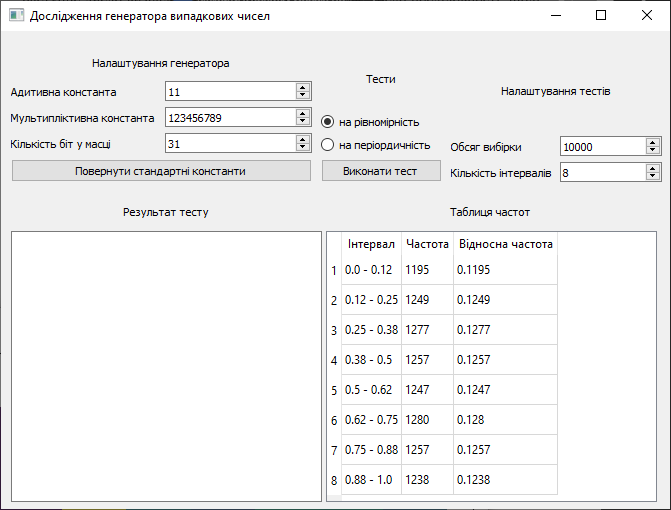 Дослідження генератора випадкових чисел
Налаштування генератора
Адитивна константа 11
Мультиплікативна константа 123456789
Кількість біт у масці 31
Повернути стандартні константи
Тести
на рівномірність
на періордичність
Виконати тест
Налаштування тестів
Обсяг вибірки 10000
Кількість інтервалів 8
Результат тесту
Таблиця частот
Інтервал Частота Відносна частота
1 0.0 - 0.12 1195 0.1195
2 0.12 - 0.25 1249 0.1249
3 0.25 - 0.38 1277 0.1277
4 0.38 - 0.5 1257 0.1257
5 0.5 - 0.62 1247 0.1247
6 0.62 - 0.75 1280 0.128
7 0.75 - 0.88 1257 0.1257
8 0.88 - 1.0 1238 0.1238